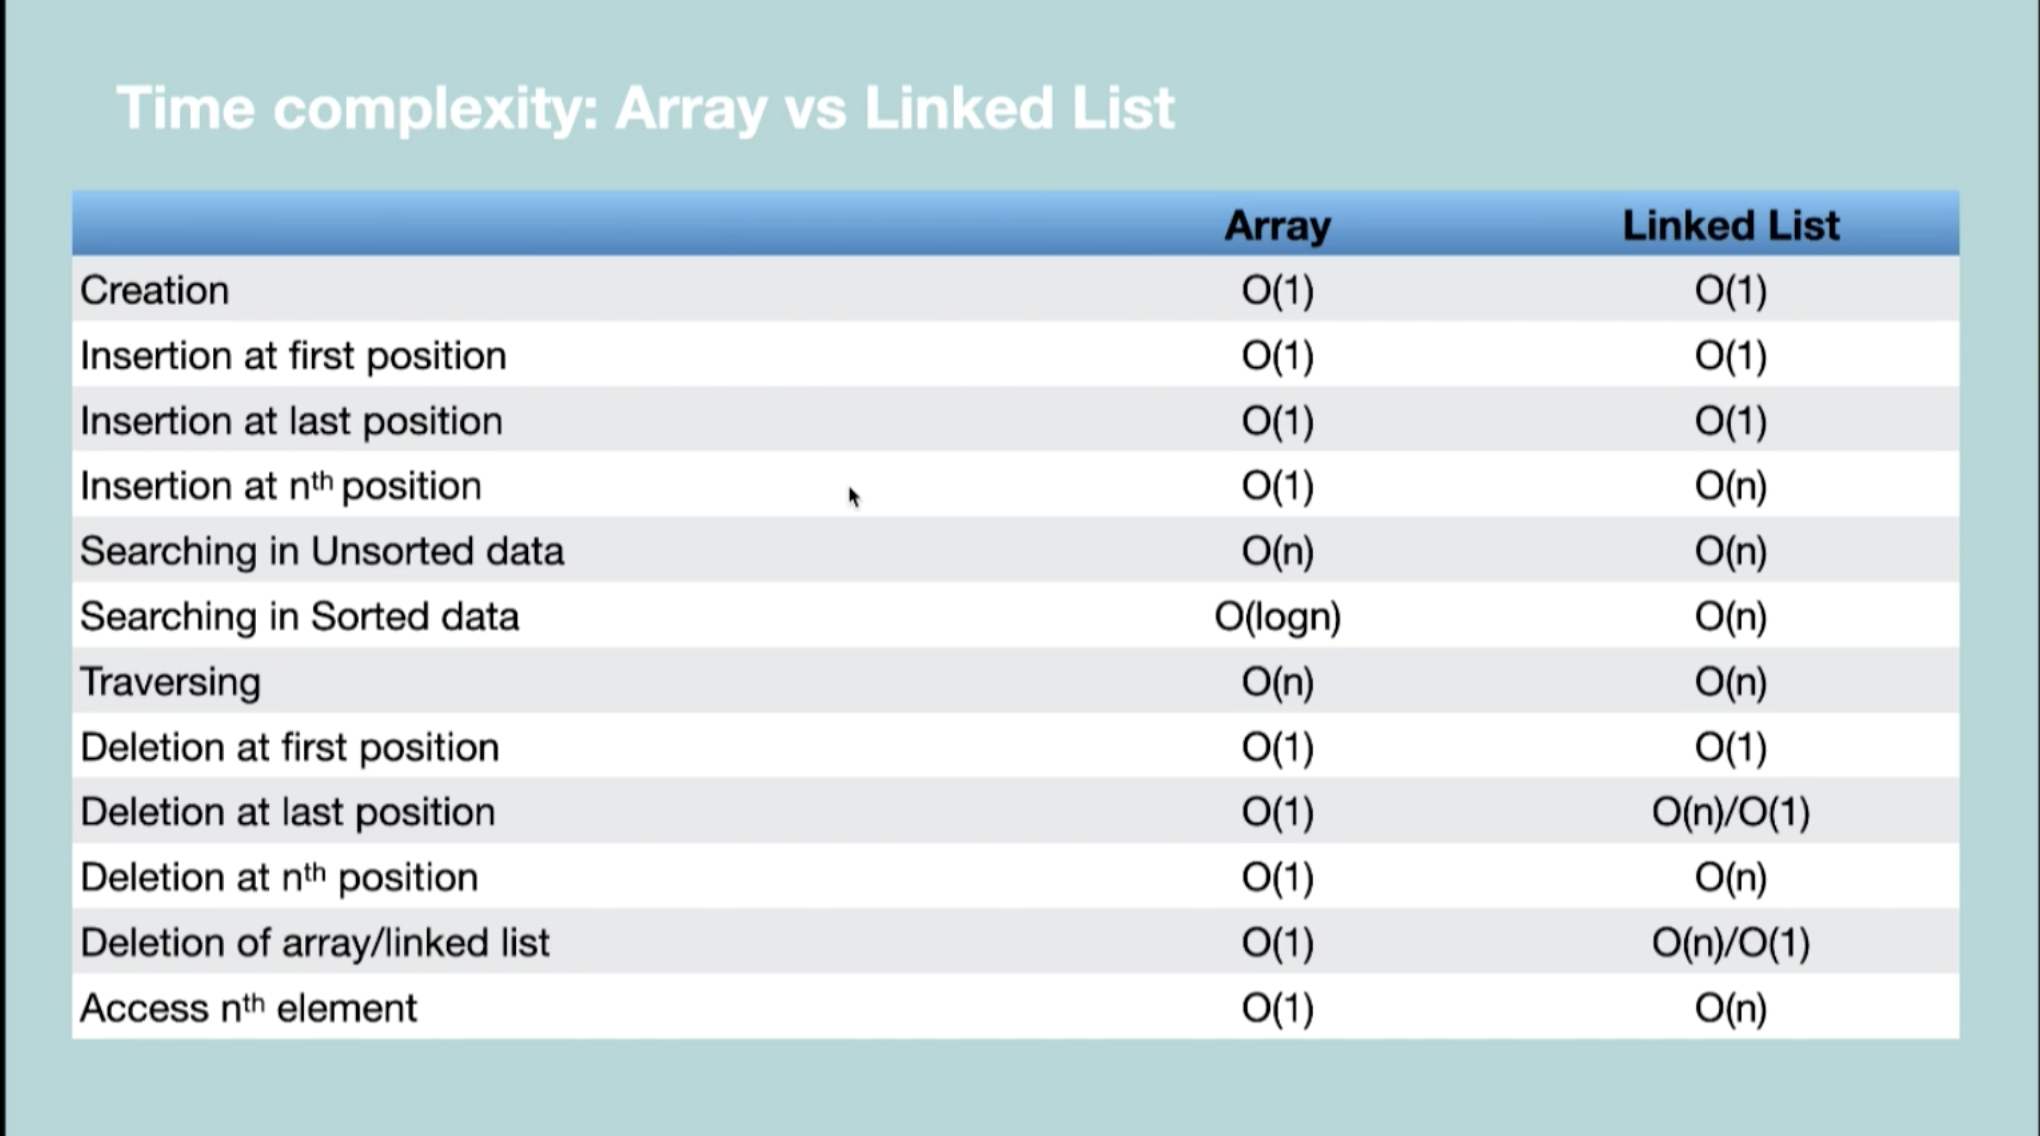 Time complexity: Array vs Linked List
Array Linked List
Creation O(1) O(1)
Insertion at first position O(1) O(1)
Insertion at last position O(1) O(1)
Insertion at nth position O(1) O(n)
Searching in Unsorted data O(n) O(n)
Searching in Sorted data O(logn) O(n)
Traversing O(n) O(n)
Deletion at first position O(1) O(1)
Deletion at last position O(1) O(n)/O(1)
Deletion at nth position O(1) O(n)
Deletion of array/linked list O(1) O(n)/O(1)
Access nth element O(1) O(n)